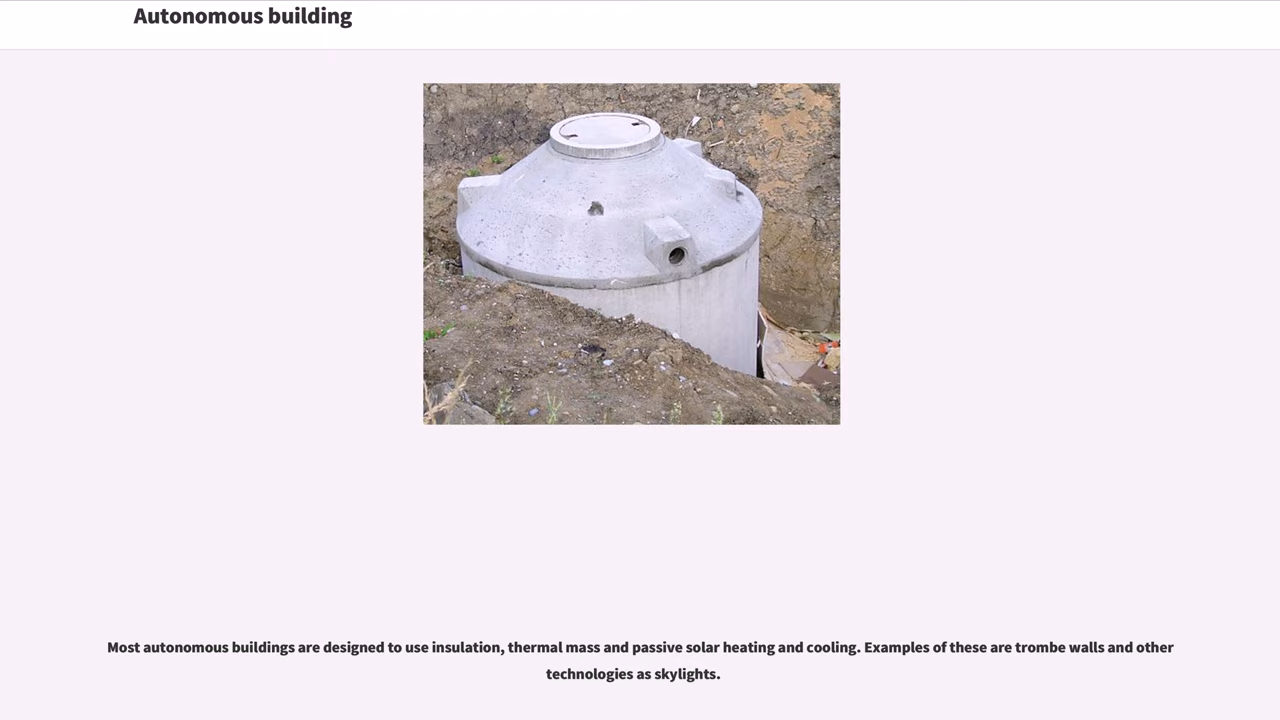 Autonomous building
Most autonomous buildings are designed to use insulation, thermal mass and passive solar heating and cooling. Examples of these are trombe walls and other
technologies as skylights.